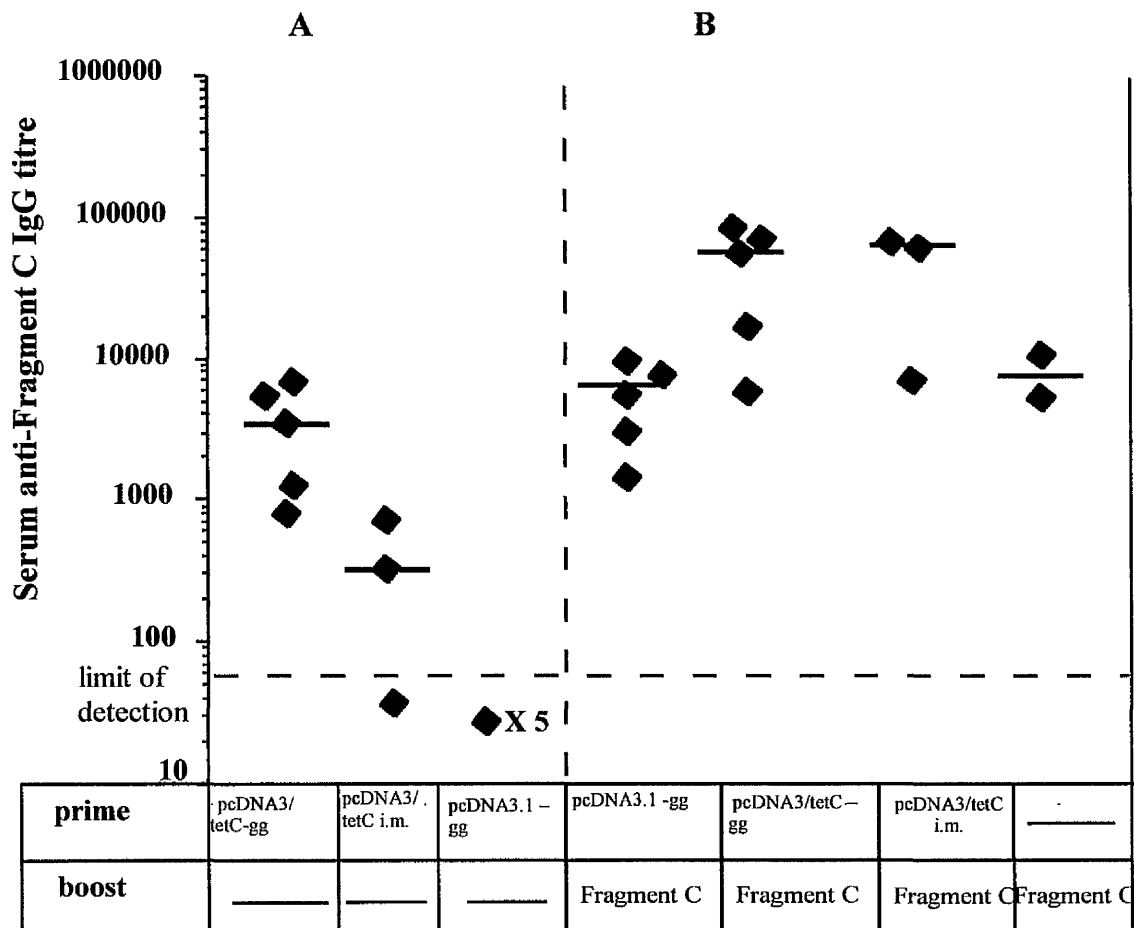 A
B
Serum anti-Fragment C IgG titre
1000000
100000
10000
1000
100
limit of
detection
10
X 5
prime
pcDNA3/
tetC-gg
pcDNA3/
tetC i.m.
pcDNA3.1 –
gg
pcDNA3.1 -gg
pcDNA3/tetC–
gg
pcDNA3/tetC
i.m.
boost
Fragment C
Fragment C
Fragment C
Fragment C